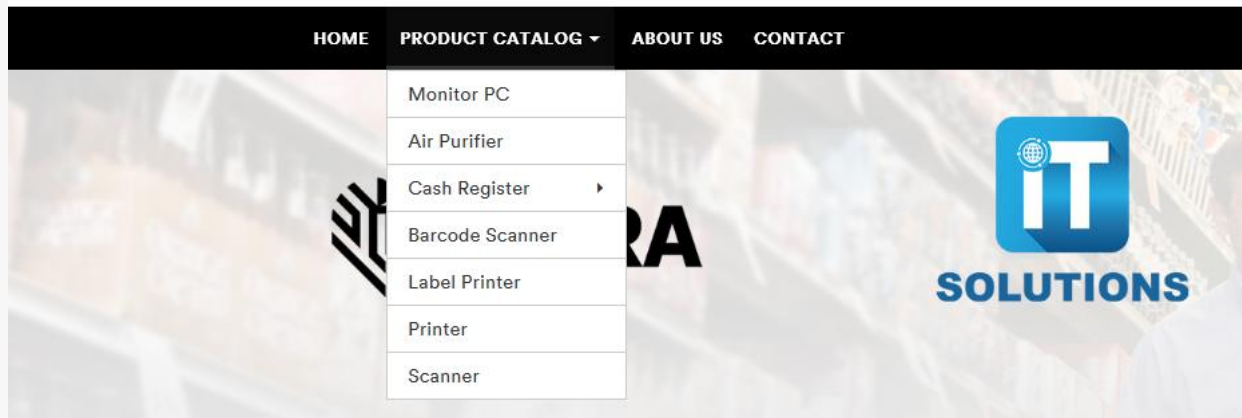 HOME PRODUCT CATALOG ABOUT US CONTACT
Monitor PC
Air Purifier
Cash Register
Barcode Scanner
Label Printer
Printer
Scanner
RA
iT
SOLUTIONS